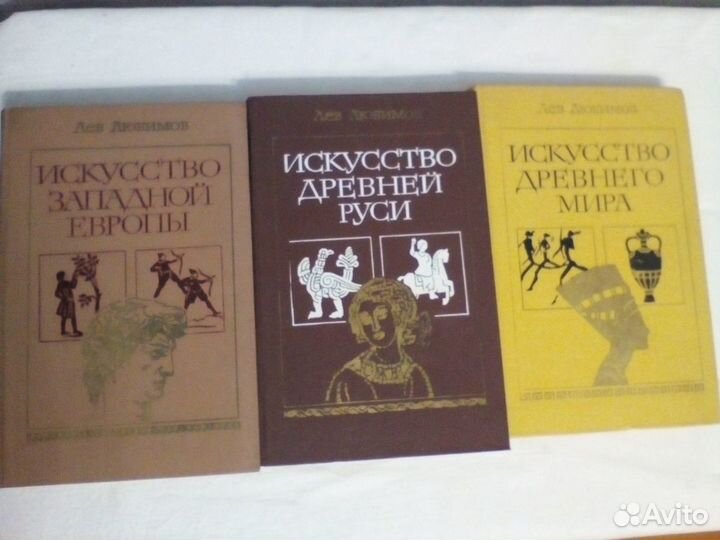 Лев Любимов
ИСКУССТВО
ЗАПАДНОЙ
ЕВРОПЫ
Лев Любимов
ИСКУССТВО
ДРЕВНЕЙ
РУСИ
Лев Любимов
ИСКУССТВО
ДРЕВНЕГО
МИРА
Avito